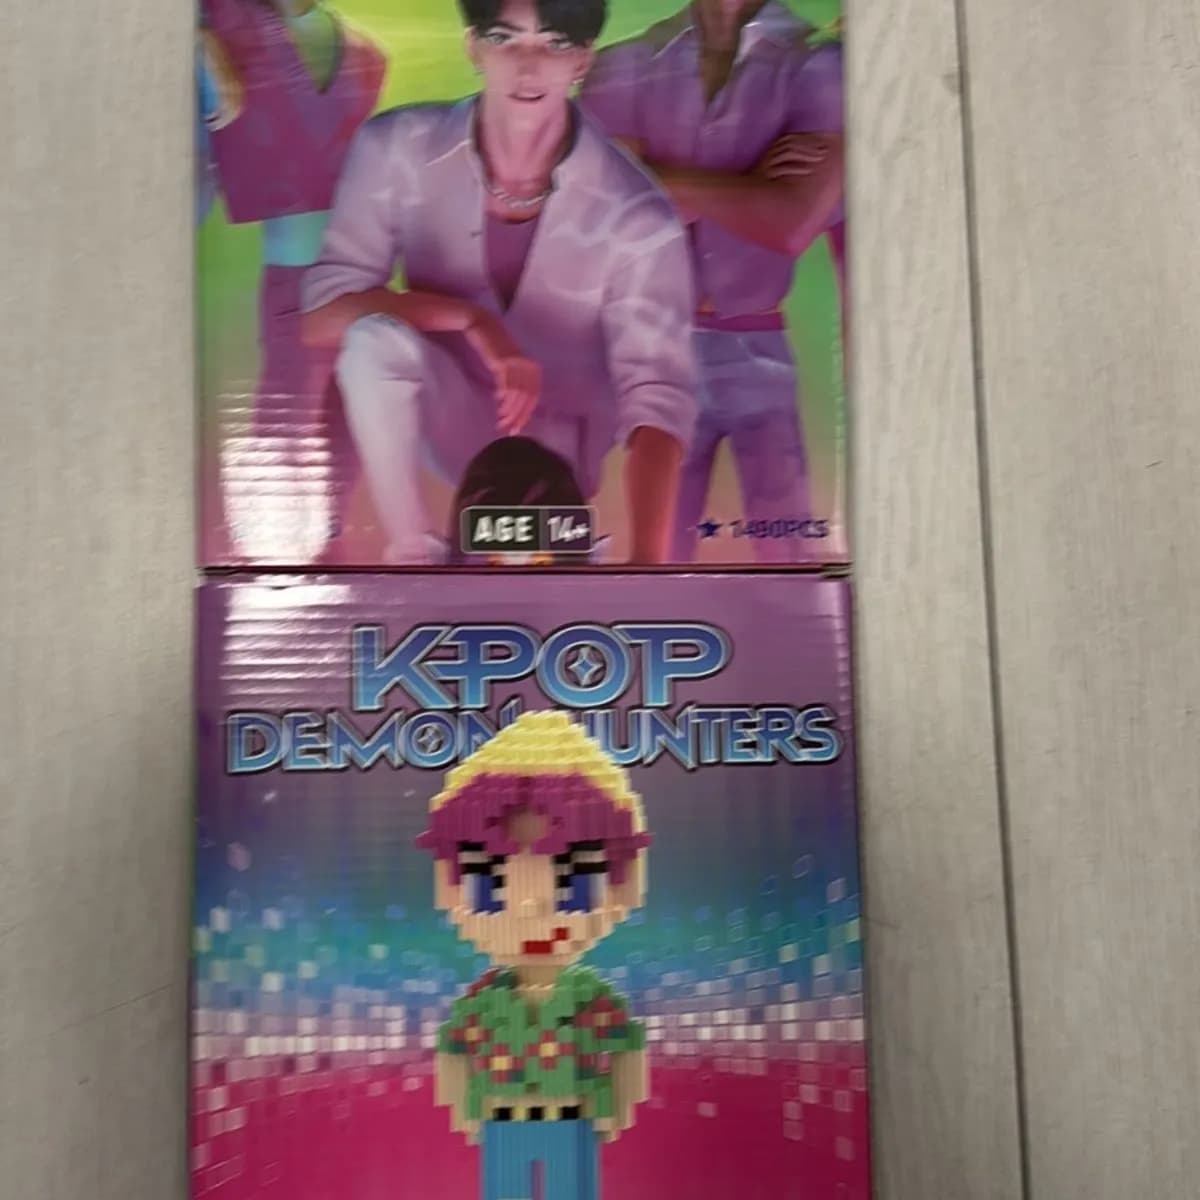 AGE 14+
KPOP
DEMON HUNTERS